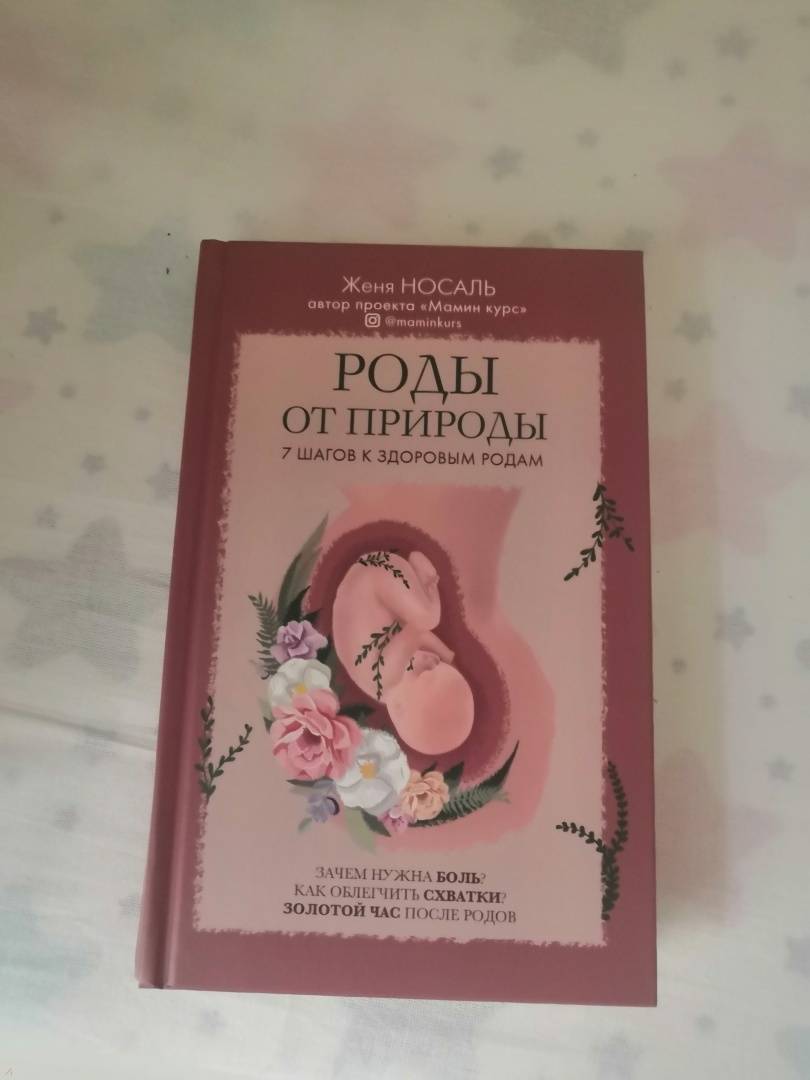 Женя НОСАЛЬ
автор проекта «Мамин курс»
@maminkurs
РОДЫ
ОТ ПРИРОДЫ
7 ШАГОВ К ЗДОРОВЫМ РОДАМ
ЗАЧЕМ НУЖНА БОЛЬ?
КАК ОБЛЕГЧИТЬ СХВАТКИ?
ЗОЛОТОЙ ЧАС ПОСЛЕ РОДОВ